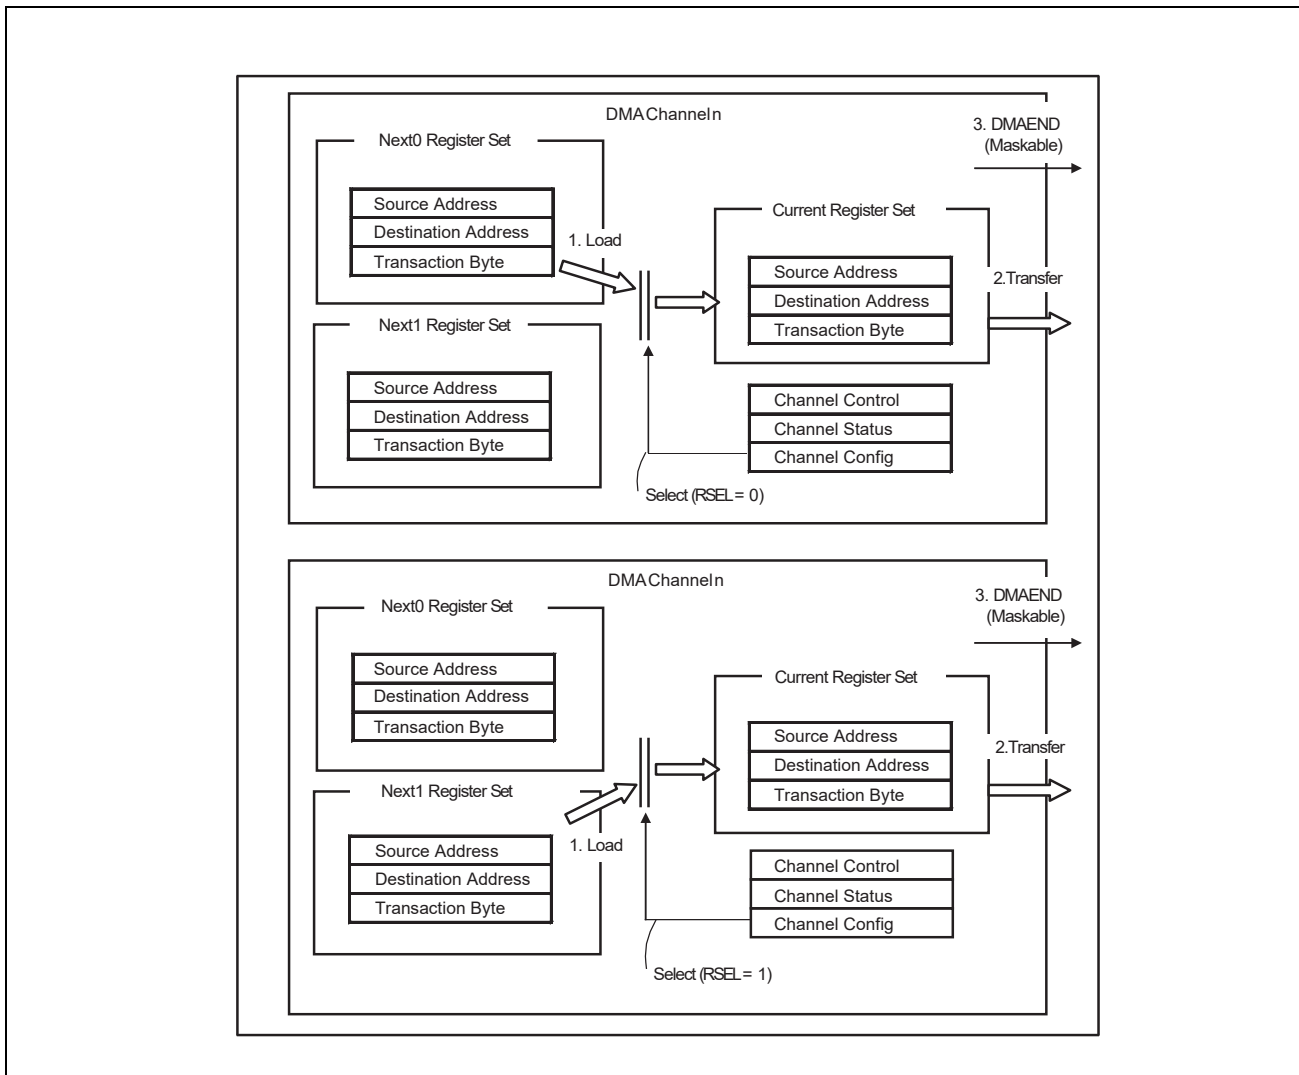 DMA Channel n
3. DMAEND
(Maskable)
Next0 Register Set
Source Address
Destination Address
Transaction Byte
1. Load
Current Register Set
Source Address
Destination Address
Transaction Byte
2.Transfer
Next1 Register Set
Source Address
Destination Address
Transaction Byte
Channel Control
Channel Status
Channel Config
Select (RSEL = 0)
DMA Channel n
3. DMAEND
(Maskable)
Next0 Register Set
Source Address
Destination Address
Transaction Byte
Current Register Set
Source Address
Destination Address
Transaction Byte
2.Transfer
Next1 Register Set
1. Load
Source Address
Destination Address
Transaction Byte
Channel Control
Channel Status
Channel Config
Select (RSEL = 1)